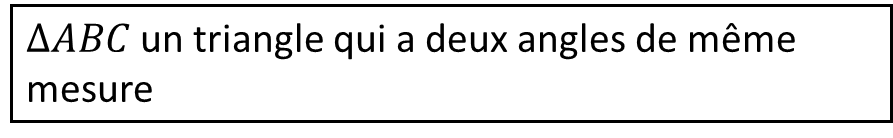 Δ𝐴𝐵𝐶 un triangle qui a deux angles de même
mesure